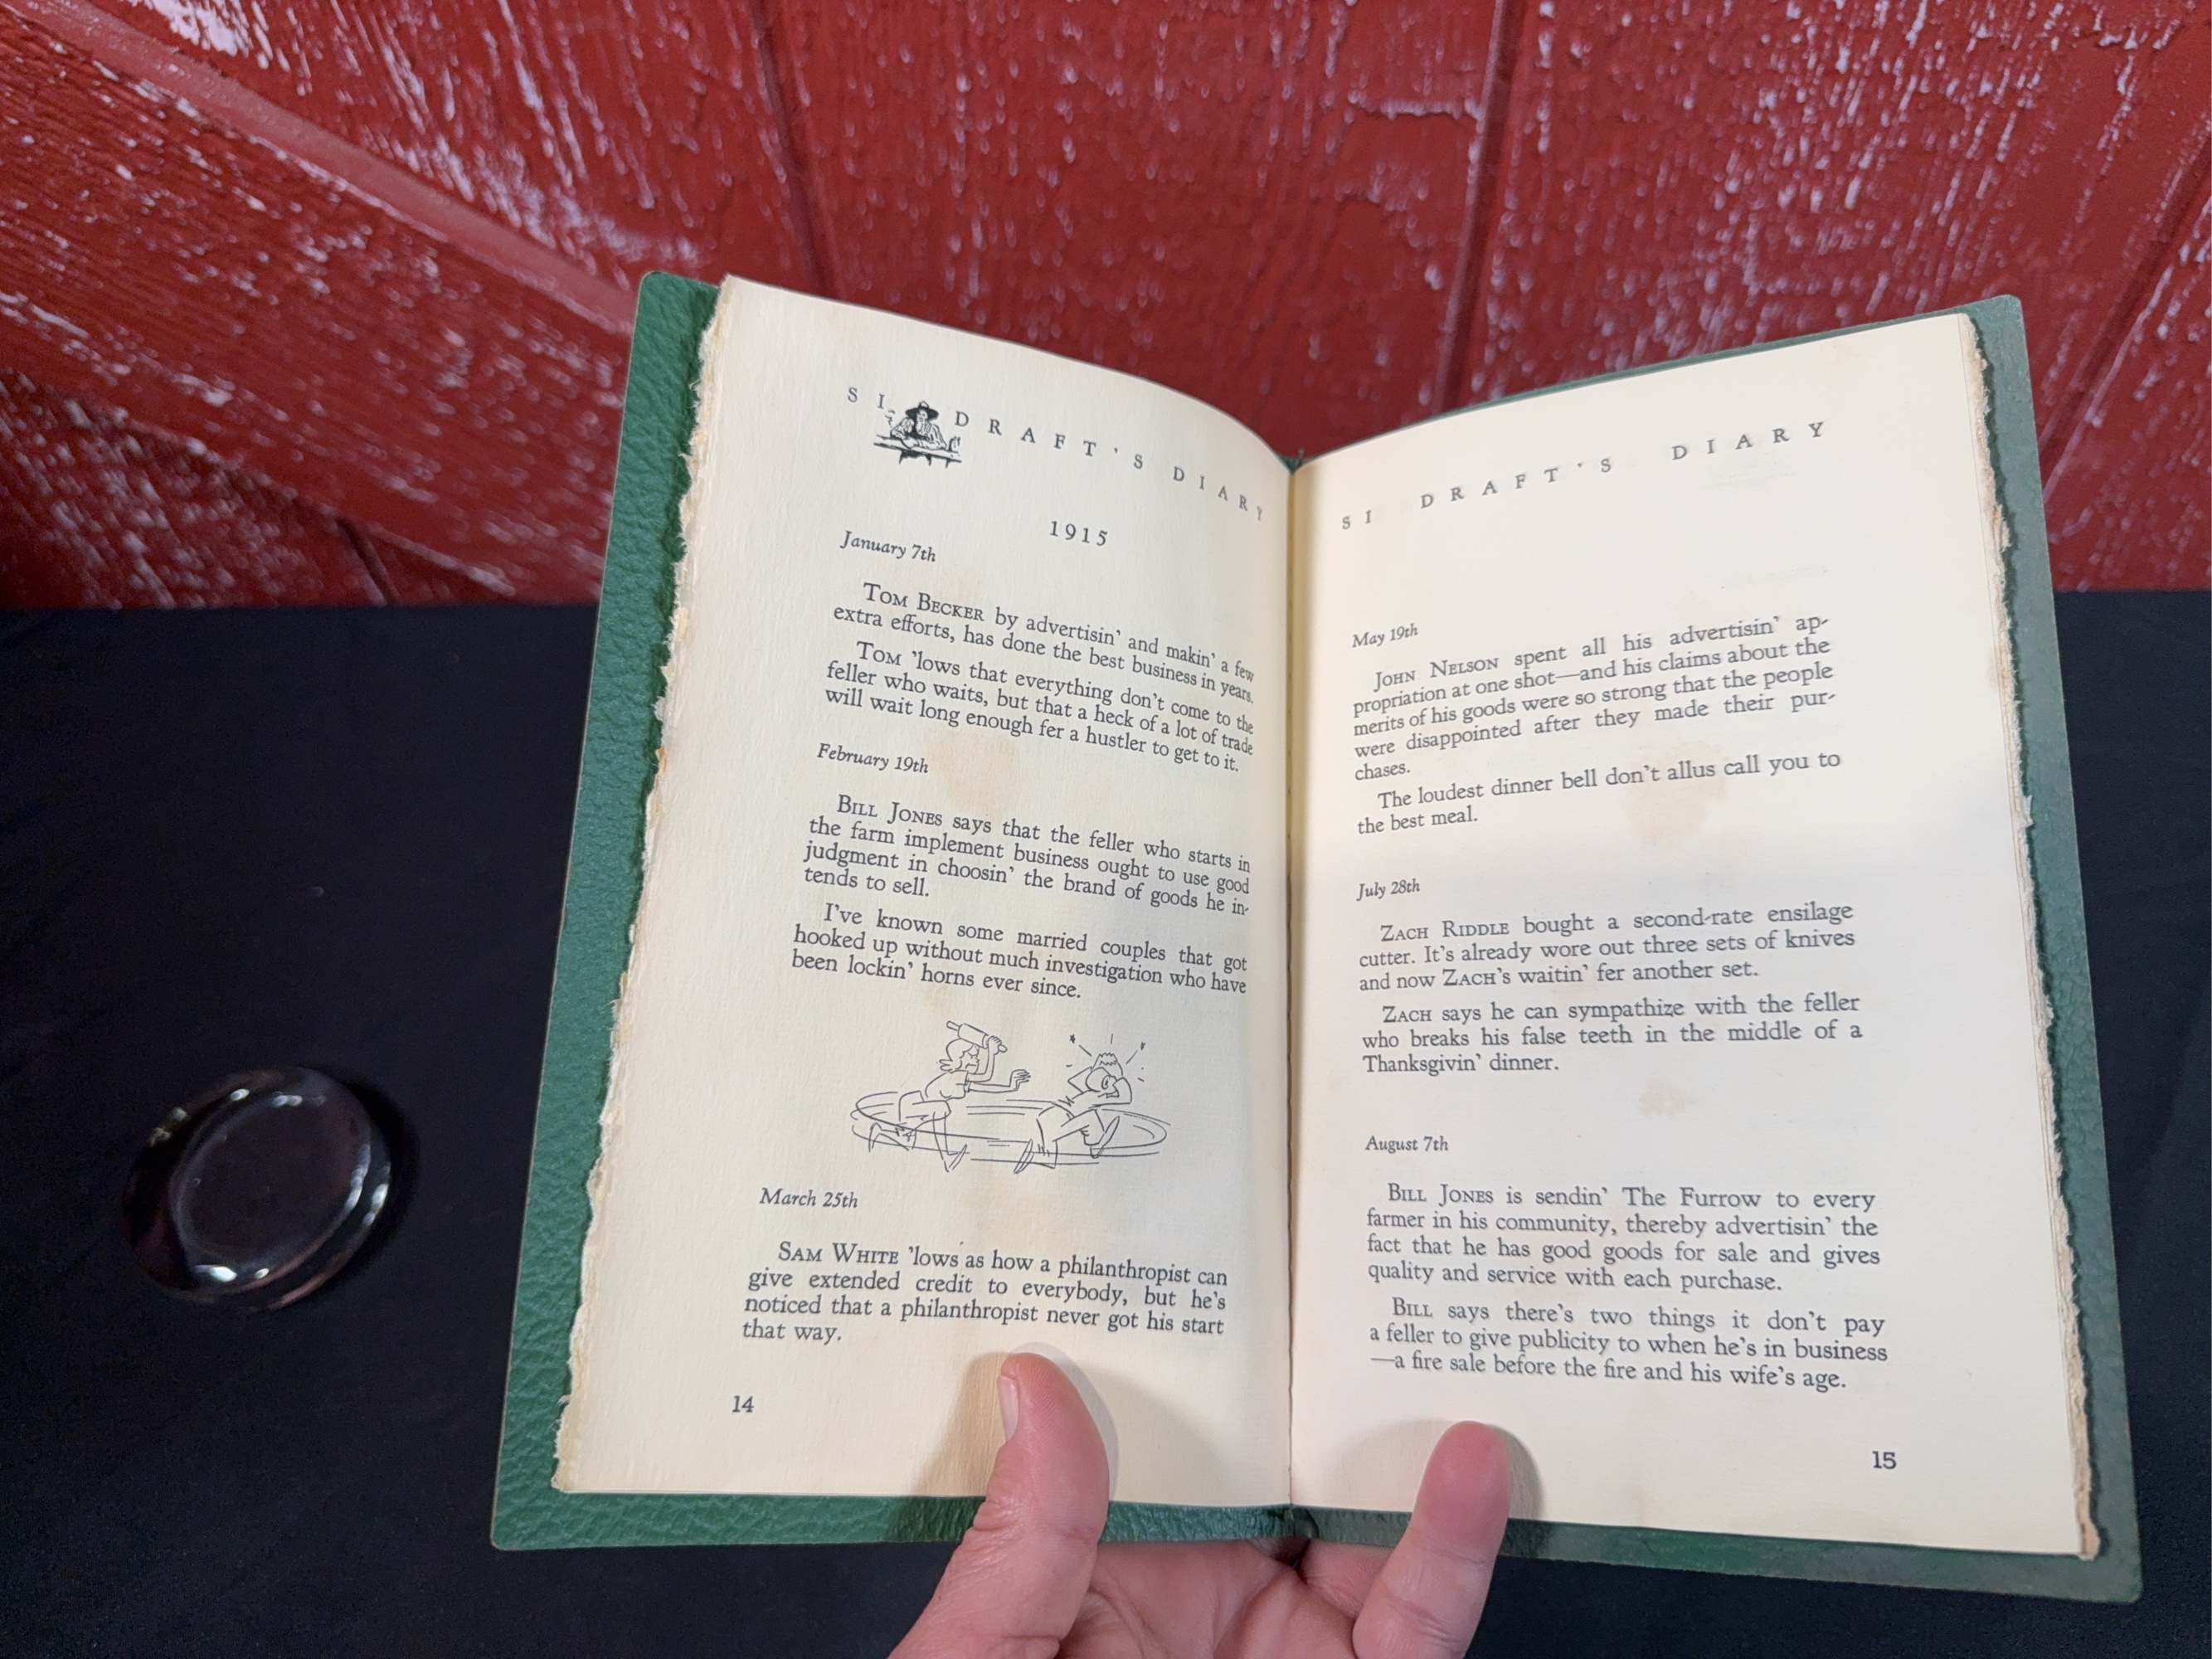 SI DRAFT'S DIARY
1915
January 7th
TOM BECKER by advertisin' and makin' a few
extra efforts, has done the best business in years.
TOM 'lows that everything don't come to the
feller who waits, but that a heck of a lot of trade
will wait long enough fer a hustler to get to it.
February 19th
BILL JONES says that the feller who starts in
the farm implement business ought to use good
judgment in choosin' the brand of goods he in-
tends to sell.
I've known some married couples that got
hooked up without much investigation who have
been lockin' horns ever since.
March 25th
SAM WHITE 'lows as how a philanthropist can
give extended credit to everybody, but he's
noticed that a philanthropist never got his start
that way.
14
SI DRAFT'S DIARY
May 19th
JOHN NELSON spent all his advertisin' ap-
propriation at one shot—and his claims about the
merits of his goods were so strong that the people
were disappointed after they made their pur-
chases.
The loudest dinner bell don't allus call you to
the best meal.
July 28th
ZACH RIDDLE bought a second-rate ensilage
cutter. It's already wore out three sets of knives
and now ZACH'S waitin' fer another set.
ZACH says he can sympathize with the feller
who breaks his false teeth in the middle of a
Thanksgivin' dinner.
August 7th
BILL JONES is sendin' The Furrow to every
farmer in his community, thereby advertisin' the
fact that he has good goods for sale and gives
quality and service with each purchase.
BILL says there's two things it don't pay
a feller to give publicity to when he's in business
—a fire sale before the fire and his wife's age.
15